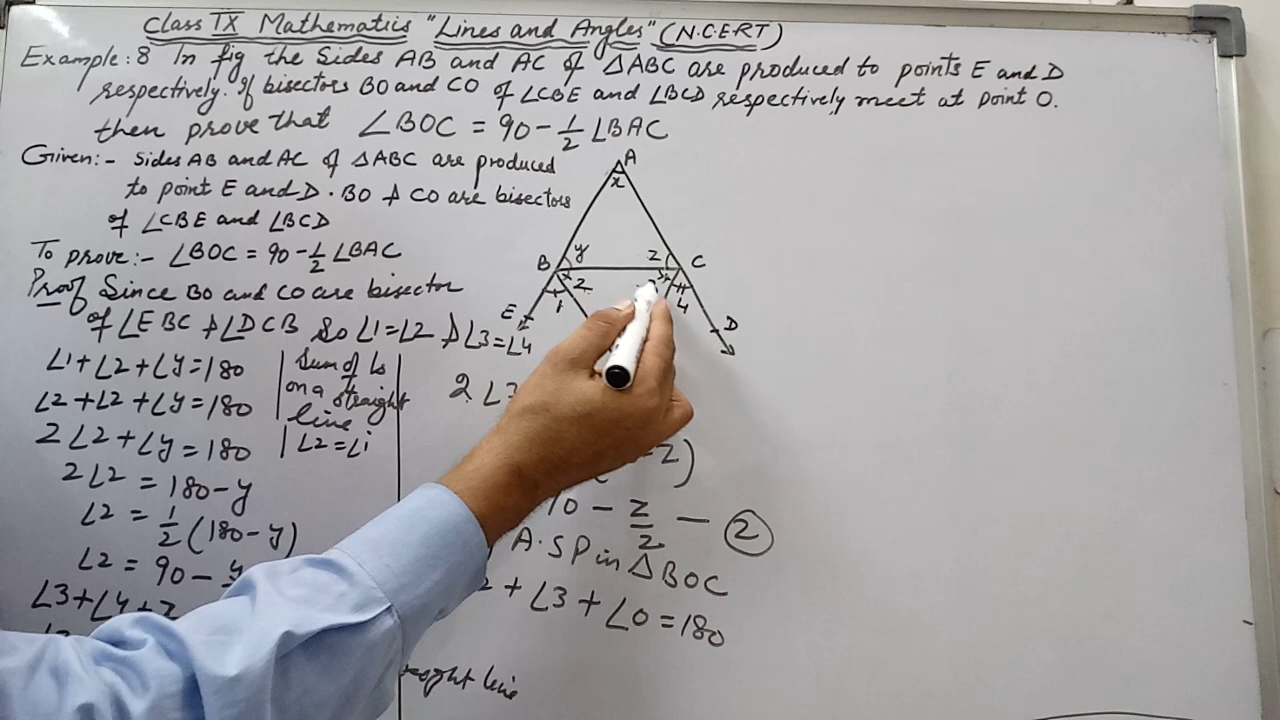 Class IX Mathematics "Lines and Angles" (N.C.E.R.T)
Example: 8 In fig the Sides AB and AC of △ABC are produced to points E and D
respectively. If bisectors BO and CO of ∠CBE and ∠BCD respectively meet at point O.
then prove that ∠BOC = 90 - 1/2 ∠BAC
Given:- Sides AB and AC of △ABC are produced
to point E and D. BO & CO are bisectors
of ∠CBE and ∠BCD
To prove:- ∠BOC = 90 - 1/2 ∠BAC
Proof Since BO and CO are bisector
of ∠EBC & ∠DCB So ∠1=∠2 & ∠3=∠4
∠1+∠2+∠y=180 | Sum of ∠s
∠2+∠2+∠y=180 | on a straight
line
2∠2+∠y=180 | ∠2=∠1
2∠2 = 180-y
∠2 = 1/2 (180-y)
∠2 = 90 -
∠3+∠4+z
A
x
B y z C
2 3
1 4
E D
2∠3
-z)
- z/2 - ②
A.S.P in △BOC
2 + ∠3 + ∠O = 180
line